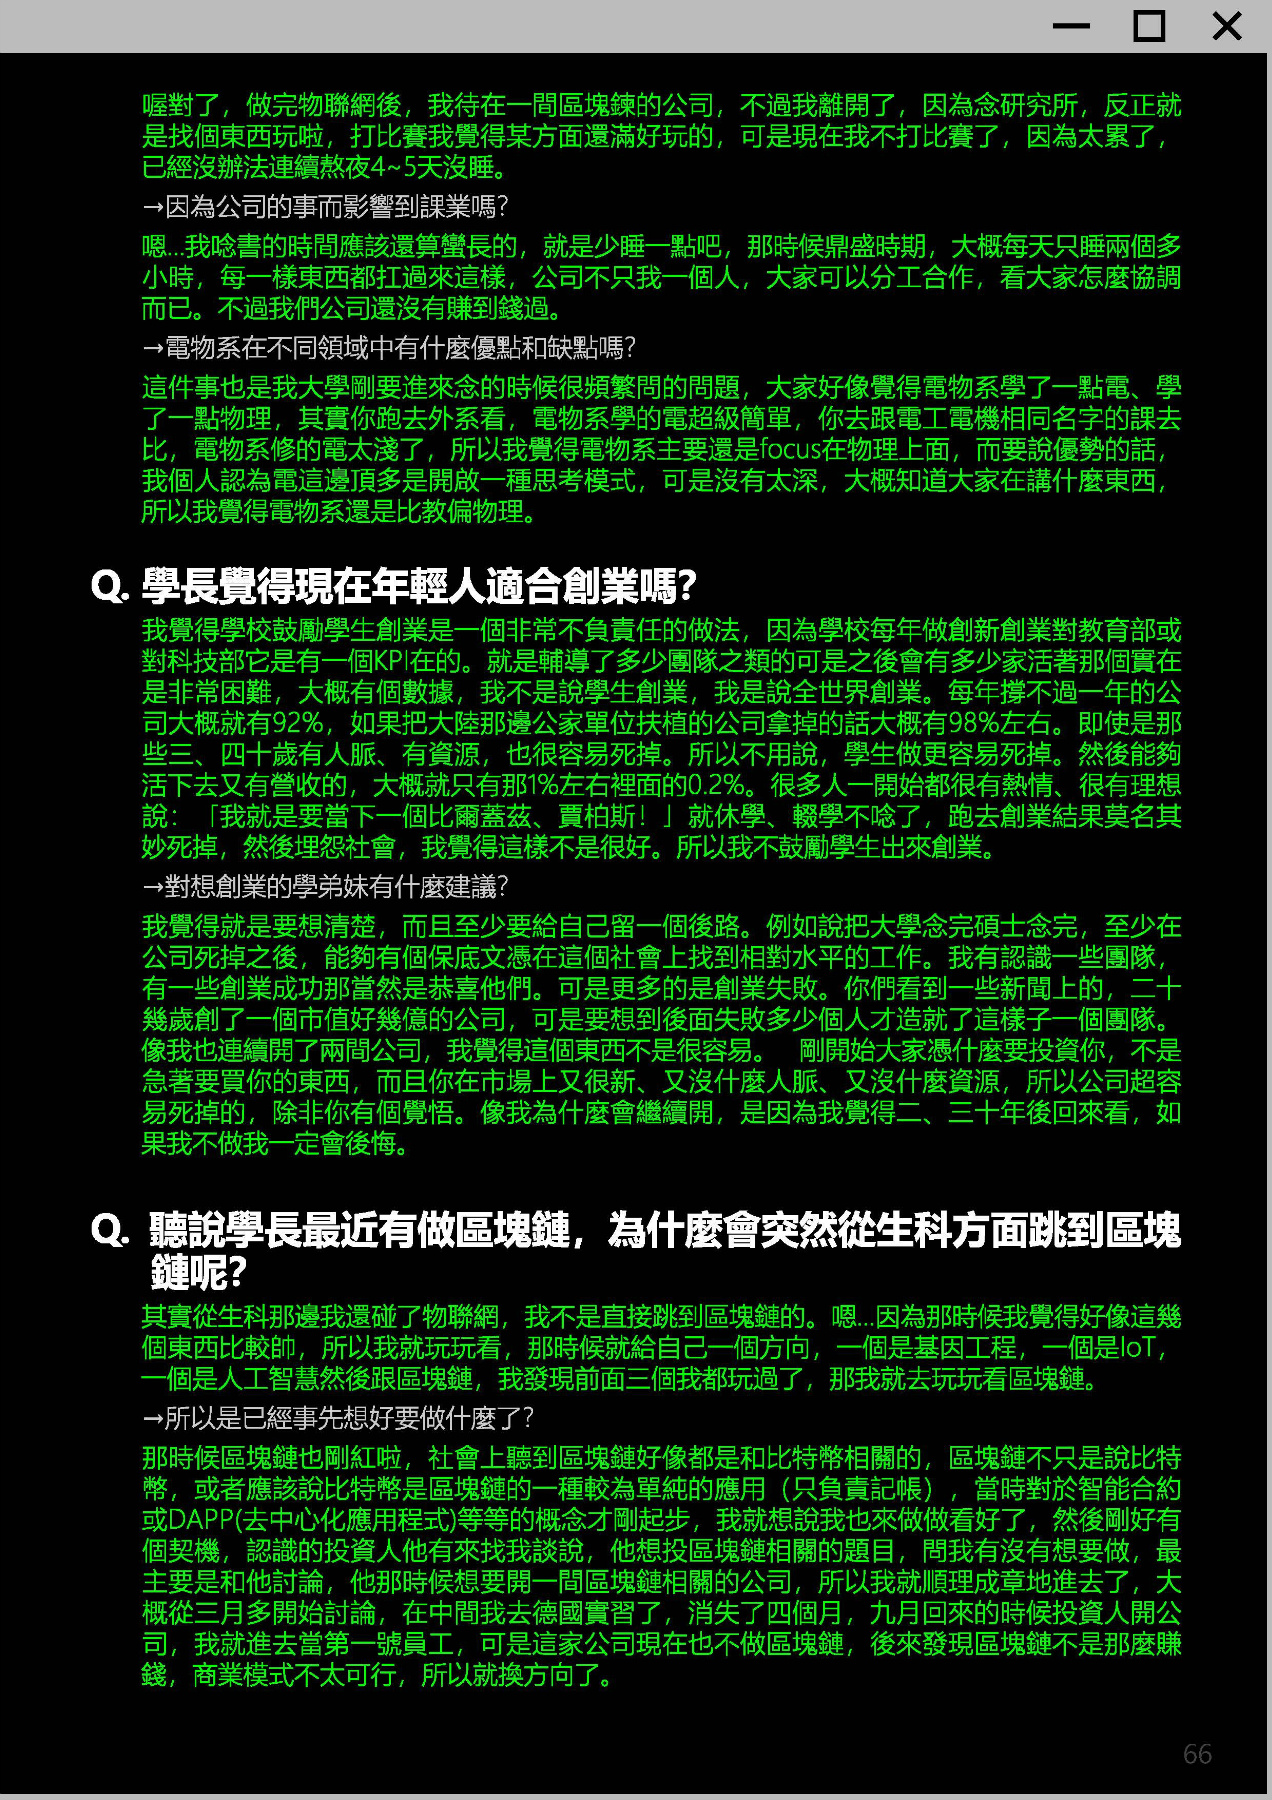 喔對了，做完物聯網後，我待在一間區塊鍊的公司，不過我離開了，因為念研究所，反正就
是找個東西玩啦，打比賽我覺得某方面還滿好玩的，可是現在我不打比賽了，因為太累了，
已經沒辦法連續熬夜4~5天沒睡。
→因為公司的事而影響到課業嗎?
嗯...我唸書的時間應該還算蠻長的，就是少睡一點吧，那時候鼎盛時期，大概每天只睡兩個多
小時，每一樣東西都扛過來這樣，公司不只我一個人，大家可以分工合作，看大家怎麼協調
而已。不過我們公司還沒有賺到錢過。
→電物系在不同領域中有什麼優點和缺點嗎?
這件事也是我大學剛要進來念的時候很頻繁問的問題，大家好像覺得電物系學了一點電、學
了一點物理，其實你跑去外系看，電物系學的電超級簡單，你去跟電工電機相同名字的課去
比，電物系修的電太淺了，所以我覺得電物系主要還是focus在物理上面，而要說優勢的話，
我個人認為電這邊頂多是開啟一種思考模式，可是沒有太深，大概知道大家在講什麼東西，
所以我覺得電物系還是比教偏物理。
Q. 學長覺得現在年輕人適合創業嗎?
我覺得學校鼓勵學生創業是一個非常不負責任的做法，因為學校每年做創新創業對教育部或
對科技部它是有一個KPI在的。就是輔導了多少團隊之類的可是之後會有多少家活著那個實在
是非常困難，大概有個數據，我不是說學生創業，我是說全世界創業。每年撐不過一年的公
司大概就有92%，如果把大陸那邊公家單位扶植的公司拿掉的話大概有98%左右。即使是那
些三、四十歲有人脈、有資源，也很容易死掉。所以不用說，學生做更容易死掉。然後能夠
活下去又有營收的，大概就只有那1%左右裡面的0.2%。很多人一開始都很有熱情、很有理想
說：「我就是要當下一個比爾蓋茲、賈柏斯！」就休學、輟學不唸了，跑去創業結果莫名其
妙死掉，然後埋怨社會，我覺得這樣不是很好。所以我不鼓勵學生出來創業。
→對想創業的學弟妹有什麼建議?
我覺得就是要想清楚，而且至少要給自己留一個後路。例如說把大學念完碩士念完，至少在
公司死掉之後，能夠有個保底文憑在這個社會上找到相對水平的工作。我有認識一些團隊，
有一些創業成功那當然是恭喜他們。可是更多的是創業失敗。你們看到一些新聞上的，二十
幾歲創了一個市值好幾億的公司，可是要想到後面失敗多少個人才造就了這樣子一個團隊。
像我也連續開了兩間公司，我覺得這個東西不是很容易。　剛開始大家憑什麼要投資你，不是
急著要買你的東西，而且你在市場上又很新、又沒什麼人脈、又沒什麼資源，所以公司超容
易死掉的，除非你有個覺悟。像我為什麼會繼續開，是因為我覺得二、三十年後回來看，如
果我不做我一定會後悔。
Q. 聽說學長最近有做區塊鏈，為什麼會突然從生科方面跳到區塊
鏈呢?
其實從生科那邊我還碰了物聯網，我不是直接跳到區塊鏈的。嗯...因為那時候我覺得好像這幾
個東西比較帥，所以我就玩玩看，那時候就給自己一個方向，一個是基因工程，一個是IoT，
一個是人工智慧然後跟區塊鏈，我發現前面三個我都玩過了，那我就去玩玩看區塊鏈。
→所以是已經事先想好要做什麼了?
那時候區塊鏈也剛紅啦，社會上聽到區塊鏈好像都是和比特幣相關的，區塊鏈不只是說比特
幣，或者應該說比特幣是區塊鏈的一種較為單純的應用（只負責記帳），當時對於智能合約
或DAPP(去中心化應用程式)等等的概念才剛起步，我就想說我也來做做看好了，然後剛好有
個契機，認識的投資人他有來找我談說，他想投區塊鏈相關的題目，問我有沒有想要做，最
主要是和他討論，他那時候想要開一間區塊鏈相關的公司，所以我就順理成章地進去了，大
概從三月多開始討論，在中間我去德國實習了，消失了四個月，九月回來的時候投資人開公
司，我就進去當第一號員工，可是這家公司現在也不做區塊鏈，後來發現區塊鏈不是那麼賺
錢，商業模式不太可行，所以就換方向了。
66